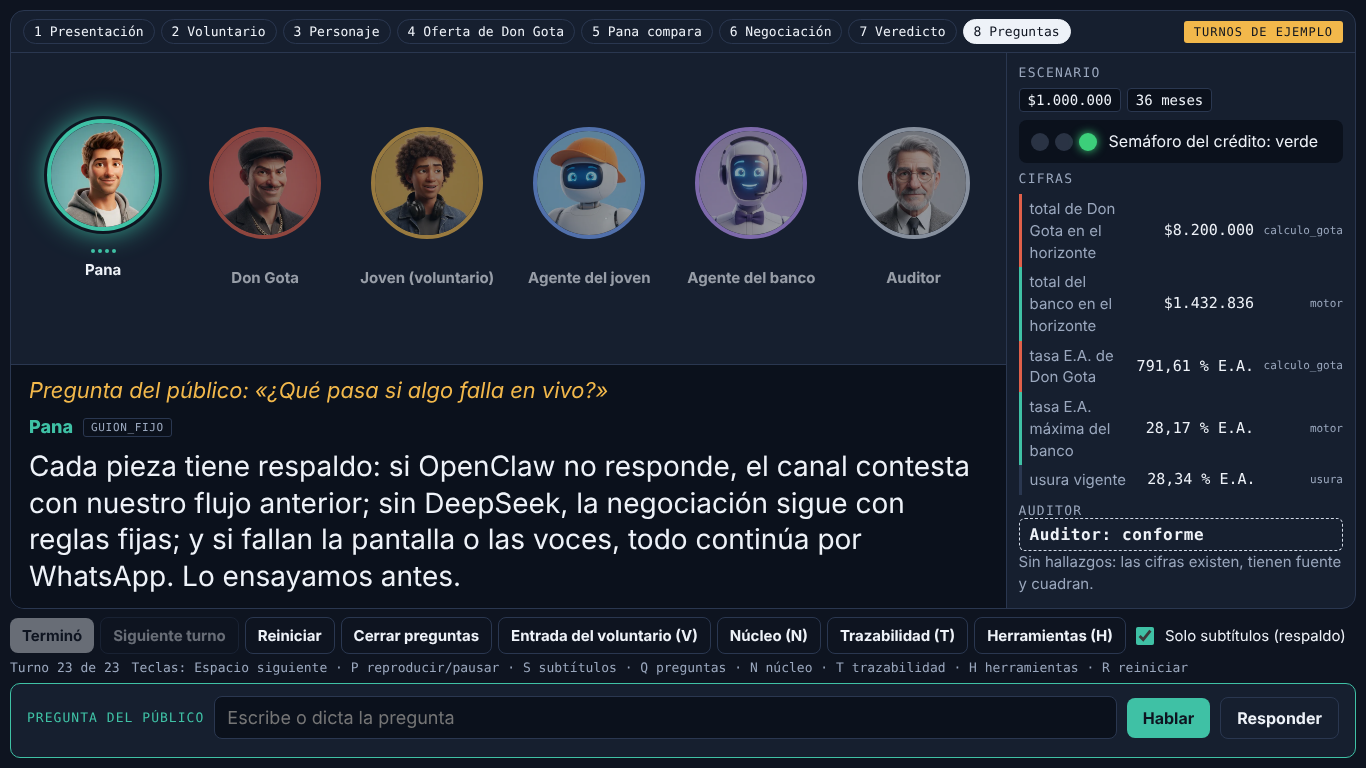 1 Presentación
2 Voluntario
3 Personaje
4 Oferta de Don Gota
5 Pana compara
6 Negociación
7 Veredicto
8 Preguntas
TURNOS DE EJEMPLO
Pana
Don Gota
Joven (voluntario)
Agente del joven
Agente del banco
Auditor
Pregunta del público: «¿Qué pasa si algo falla en vivo?»
Pana GUION_FIJO
Cada pieza tiene respaldo: si OpenClaw no responde, el canal contesta
con nuestro flujo anterior; sin DeepSeek, la negociación sigue con
reglas fijas; y si fallan la pantalla o las voces, todo continúa por
WhatsApp. Lo ensayamos antes.
ESCENARIO
$1.000.000 36 meses
Semáforo del crédito: verde
CIFRAS
total de Don
Gota en el
horizonte
$8.200.000 calculo_gota
total del
banco en el
horizonte
$1.432.836 motor
tasa E.A. de
Don Gota
791,61 % E.A. calculo_gota
tasa E.A.
máxima del
banco
28,17 % E.A. motor
usura vigente 28,34 % E.A. usura
AUDITOR
Auditor: conforme
Sin hallazgos: las cifras existen, tienen fuente
y cuadran.
Terminó
Siguiente turno
Reiniciar
Cerrar preguntas
Entrada del voluntario (V)
Núcleo (N)
Trazabilidad (T)
Herramientas (H)
Solo subtítulos (respaldo)
Turno 23 de 23 Teclas: Espacio siguiente · P reproducir/pausar · S subtítulos · Q preguntas · N núcleo · T trazabilidad · H herramientas · R reiniciar
PREGUNTA DEL PÚBLICO
Escribe o dicta la pregunta
Hablar
Responder